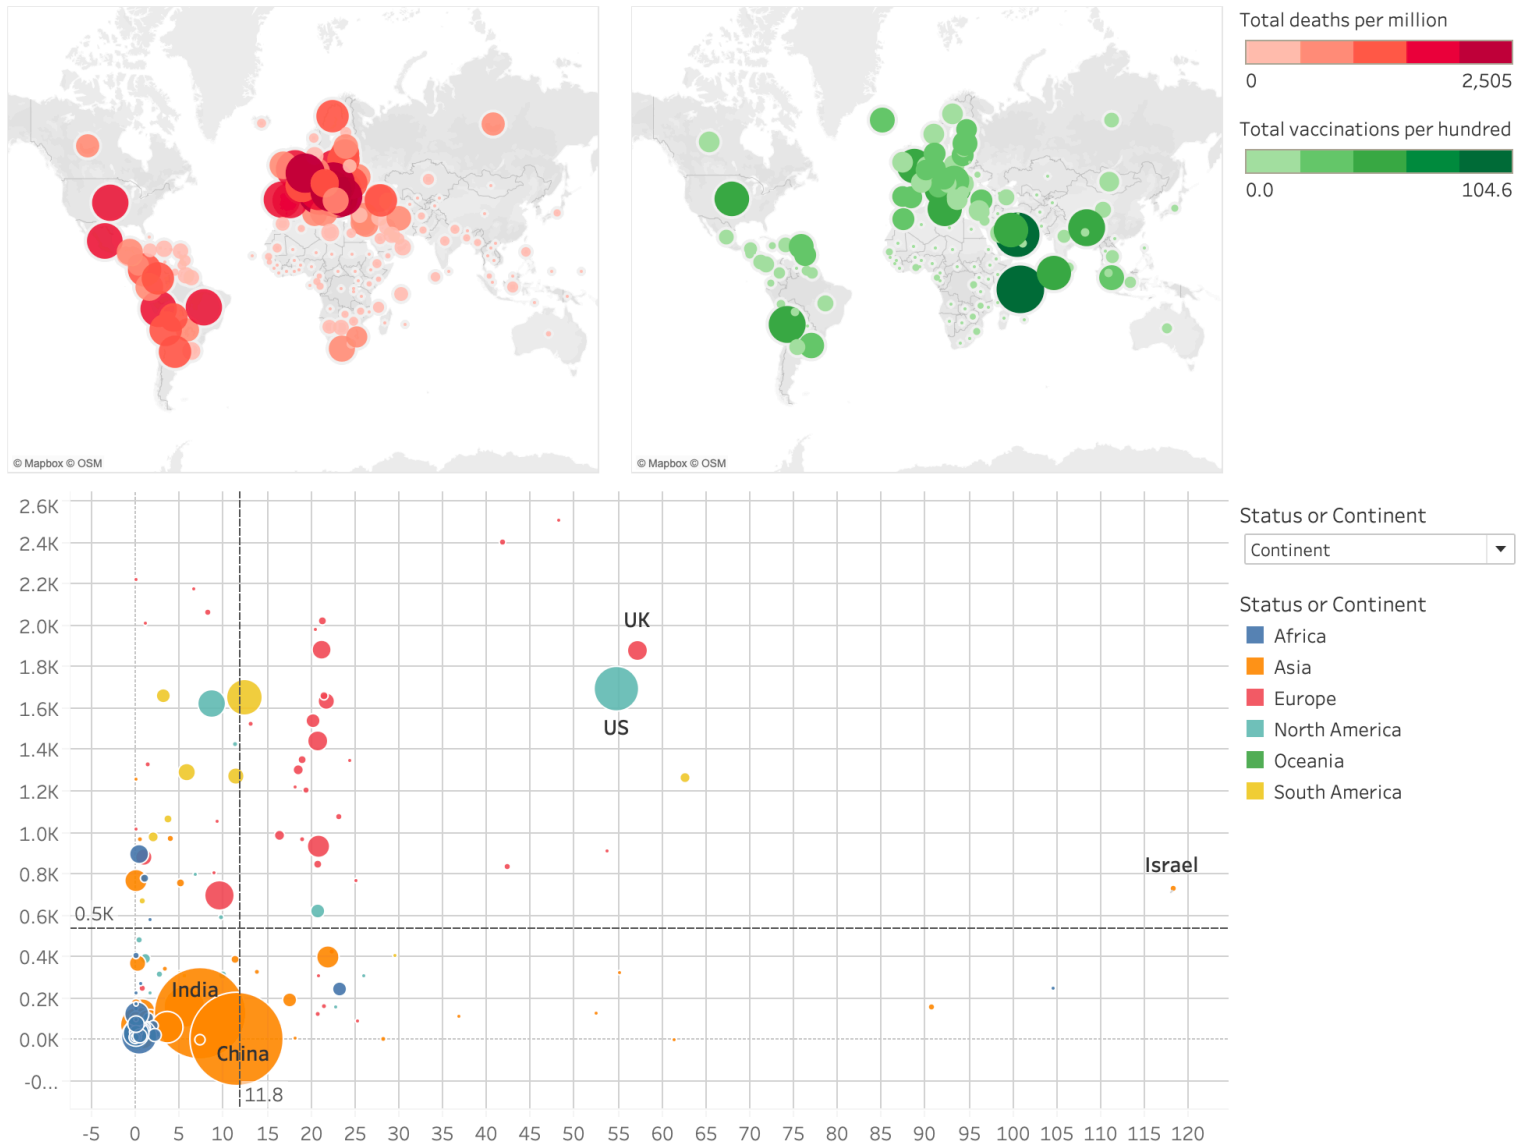 Total deaths per million
0 2,505
Total vaccinations per hundred
0.0 104.6
© Mapbox © OSM
© Mapbox © OSM
2.6K
2.4K
2.2K
2.0K
1.8K
1.6K
1.4K
1.2K
1.0K
0.8K
0.6K
0.5K
0.4K
0.2K
0.0K
-0...
UK
US
Israel
India
China
11.8
-5 0 5 10 15 20 25 30 35 40 45 50 55 60 65 70 75 80 85 90 95 100 105 110 115 120
Status or Continent
Continent
Status or Continent
Africa
Asia
Europe
North America
Oceania
South America